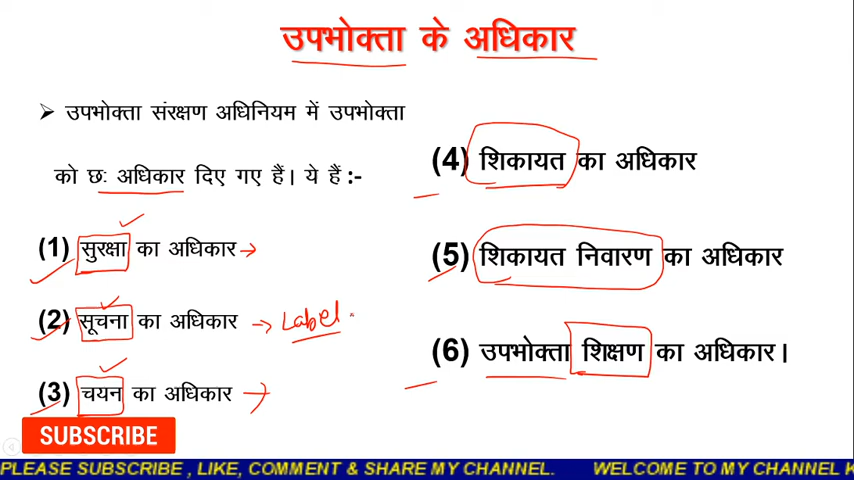 उपभोक्ता के अधिकार
➢ उपभोक्ता संरक्षण अधिनियम में उपभोक्ता
को छः अधिकार दिए गए हैं। ये हैं :-
(1) सुरक्षा का अधिकार →
(2) सूचना का अधिकार → Label
(3) चयन का अधिकार →
(4) शिकायत का अधिकार
(5) शिकायत निवारण का अधिकार
(6) उपभोक्ता शिक्षण का अधिकार।
SUBSCRIBE
PLEASE SUBSCRIBE , LIKE, COMMENT & SHARE MY CHANNEL. WELCOME TO MY CHANNEL K